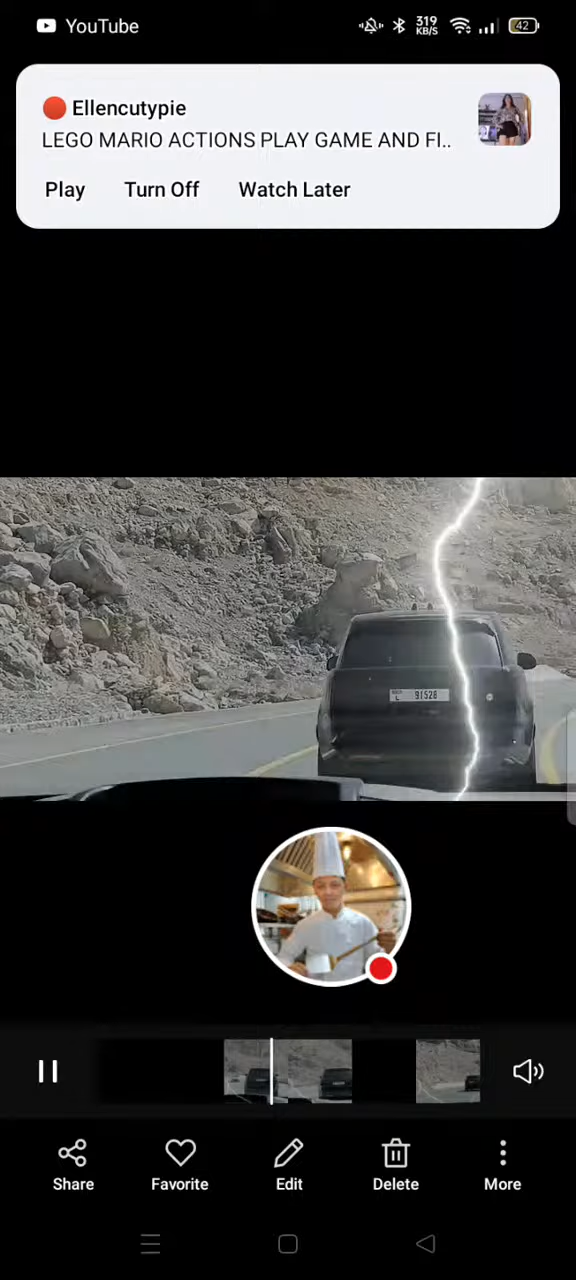 YouTube
319
KB/S
42
Ellencutypie
LEGO MARIO ACTIONS PLAY GAME AND FI..
Play Turn Off Watch Later
91528
Share Favorite Edit Delete More